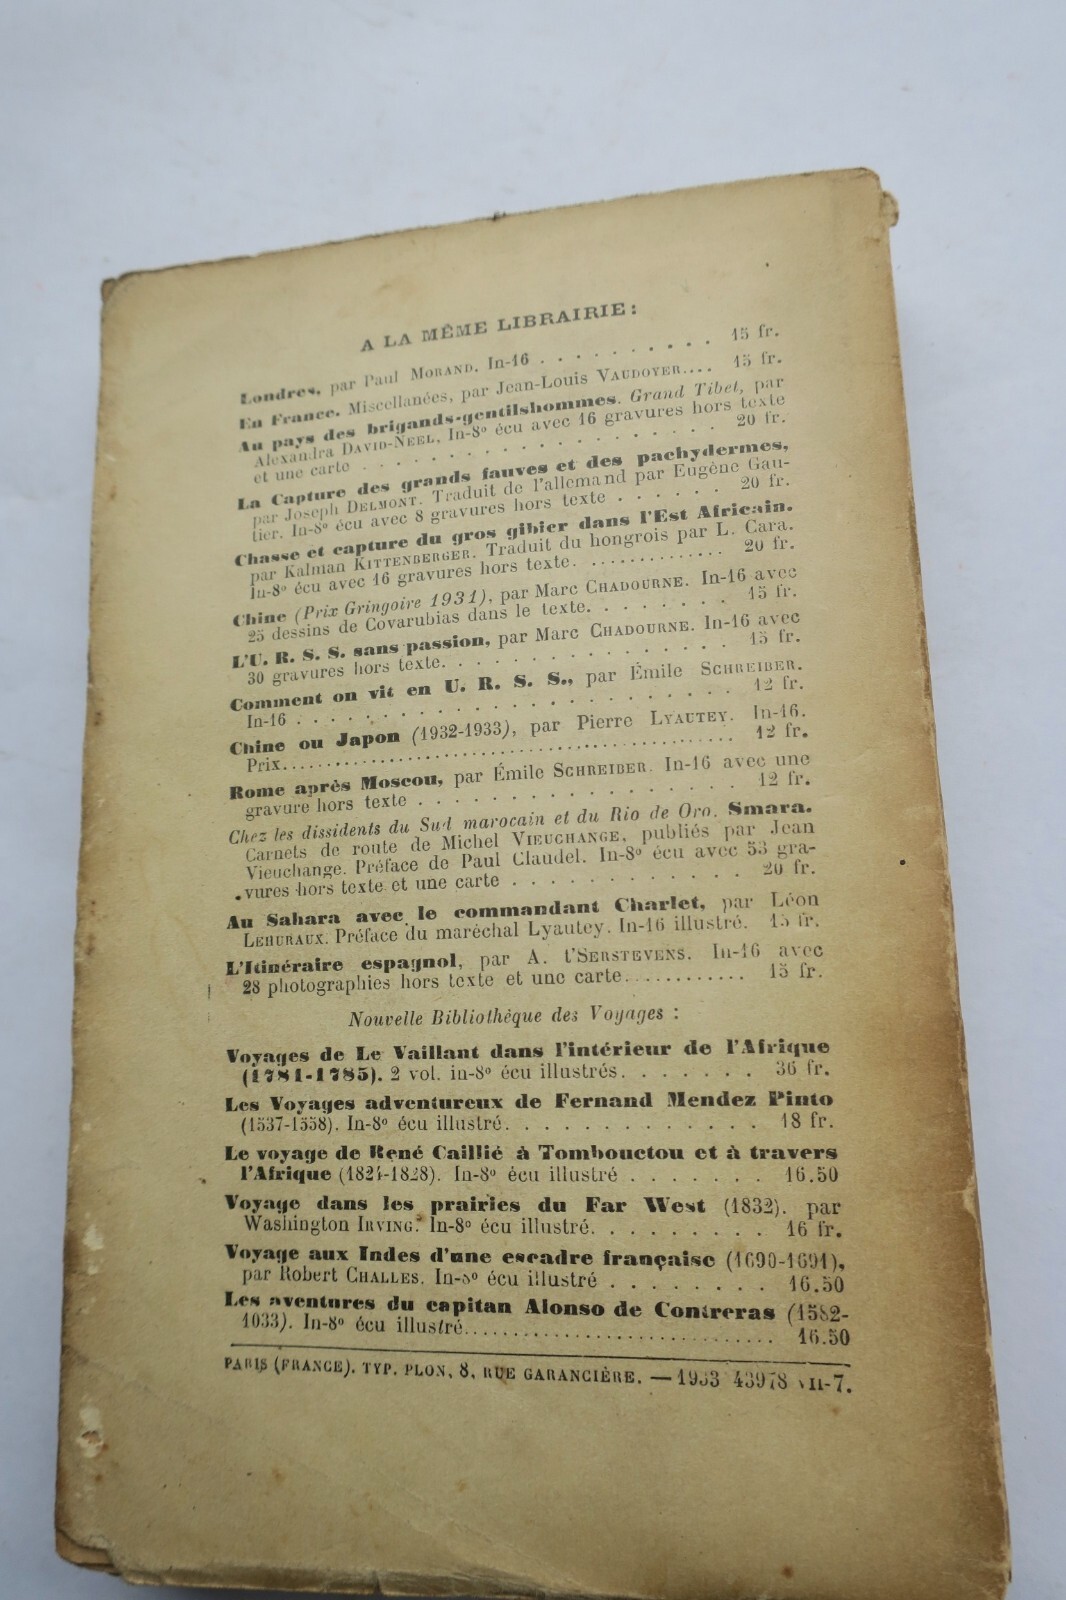 A LA MÊME LIBRAIRIE :
Londres, par Paul MORAND. In-16 . . . . . . . . . . 15 fr.
En France. Miscellanées, par Jean-Louis VAUDOYER.... 15 fr.
Au pays des brigands-gentilshommes. Grand Tibet, par
Alexandra DAVID-NEEL. In-8º écu avec 16 gravures hors texte
et une carte . . . . . . . . . . . . . . . . 20 fr.
La Capture des grands fauves et des pachydermes,
par Joseph DELMONT. Traduit de l'allemand par Eugène Gau-
tier. In-8º écu avec 8 gravures hors texte . . . . . . 20 fr.
Chasse et capture du gros gibier dans l'Est Africain.
par Kalman KITTENBERGER. Traduit du hongrois par L. Cara.
In-8º écu avec 16 gravures hors texte. . . . . . . . . . . . . 20 fr.
Chine (Prix Gringoire 1931), par Marc CHADOURNE. In-16 avec
25 dessins de Covarubias dans le texte. . . . . . . . 15 fr.
L'U. R. S. S. sans passion, par Marc CHADOURNE. In-16 avec
30 gravures hors texte. . . . . . . . . . . . . . . 15 fr.
Comment on vit en U. R. S. S., par Émile SCHREIBER.
In-16 . . . . . . . . . . . . . . . . . . . . 12 fr.
Chine ou Japon (1932-1933), par Pierre LYAUTEY. In-16.
Prix................................................ 12 fr.
Rome après Moscou, par Émile SCHREIBER. In-16 avec une
gravure hors texte . . . . . . . . . . . . . . . . 12 fr.
Chez les dissidents du Sud marocain et du Rio de Oro. Smara.
Carnets de route de Michel VIEUCHANGE, publiés par Jean
Vieuchange. Préface de Paul Claudel. In-8º écu avec 53 gra-
vures hors texte et une carte . . . . . . . . . . . . 20 fr.
Au Sahara avec le commandant Charlet, par Léon
LEHURAUX. Préface du maréchal Lyautey. In-16 illustré. 15 fr.
L'Itinéraire espagnol, par A. t'SERSTEVENS. In-16 avec
28 photographies hors texte et une carte.............. 15 fr.
Nouvelle Bibliothèque des Voyages :
Voyages de Le Vaillant dans l'intérieur de l'Afrique
(1781-1785). 2 vol. in-8º écu illustrés. . . . . . . . 36 fr.
Les Voyages adventureux de Fernand Mendez Pinto
(1537-1558). In-8º écu illustré. . . . . . . . . . . . . 18 fr.
Le voyage de René Caillié à Tombouctou et à travers
l'Afrique (1824-1828). In-8º écu illustré . . . . . . . 16.50
Voyage dans les prairies du Far West (1832). par
Washington IRVING. In-8º écu illustré. . . . . . . . . 16 fr.
Voyage aux Indes d'une escadre française (1690-1691),
par Robert CHALLES. In-8º écu illustré . . . . . . . . 16.50
Les aventures du capitan Alonso de Contreras (1582-
1633). In-8º écu illustré................................ 16.50
PARIS (FRANCE). TYP. PLON, 8, RUE GARANCIÈRE. — 1933 43978 VII-7.